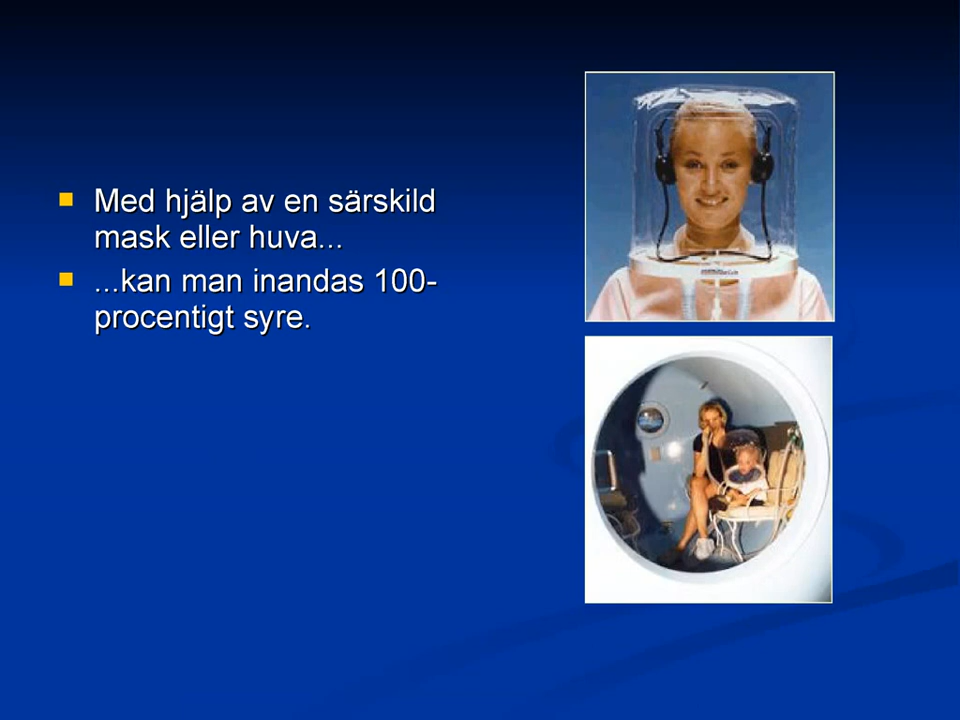 Med hjälp av en särskild
mask eller huva...
...kan man inandas 100-
procentigt syre.